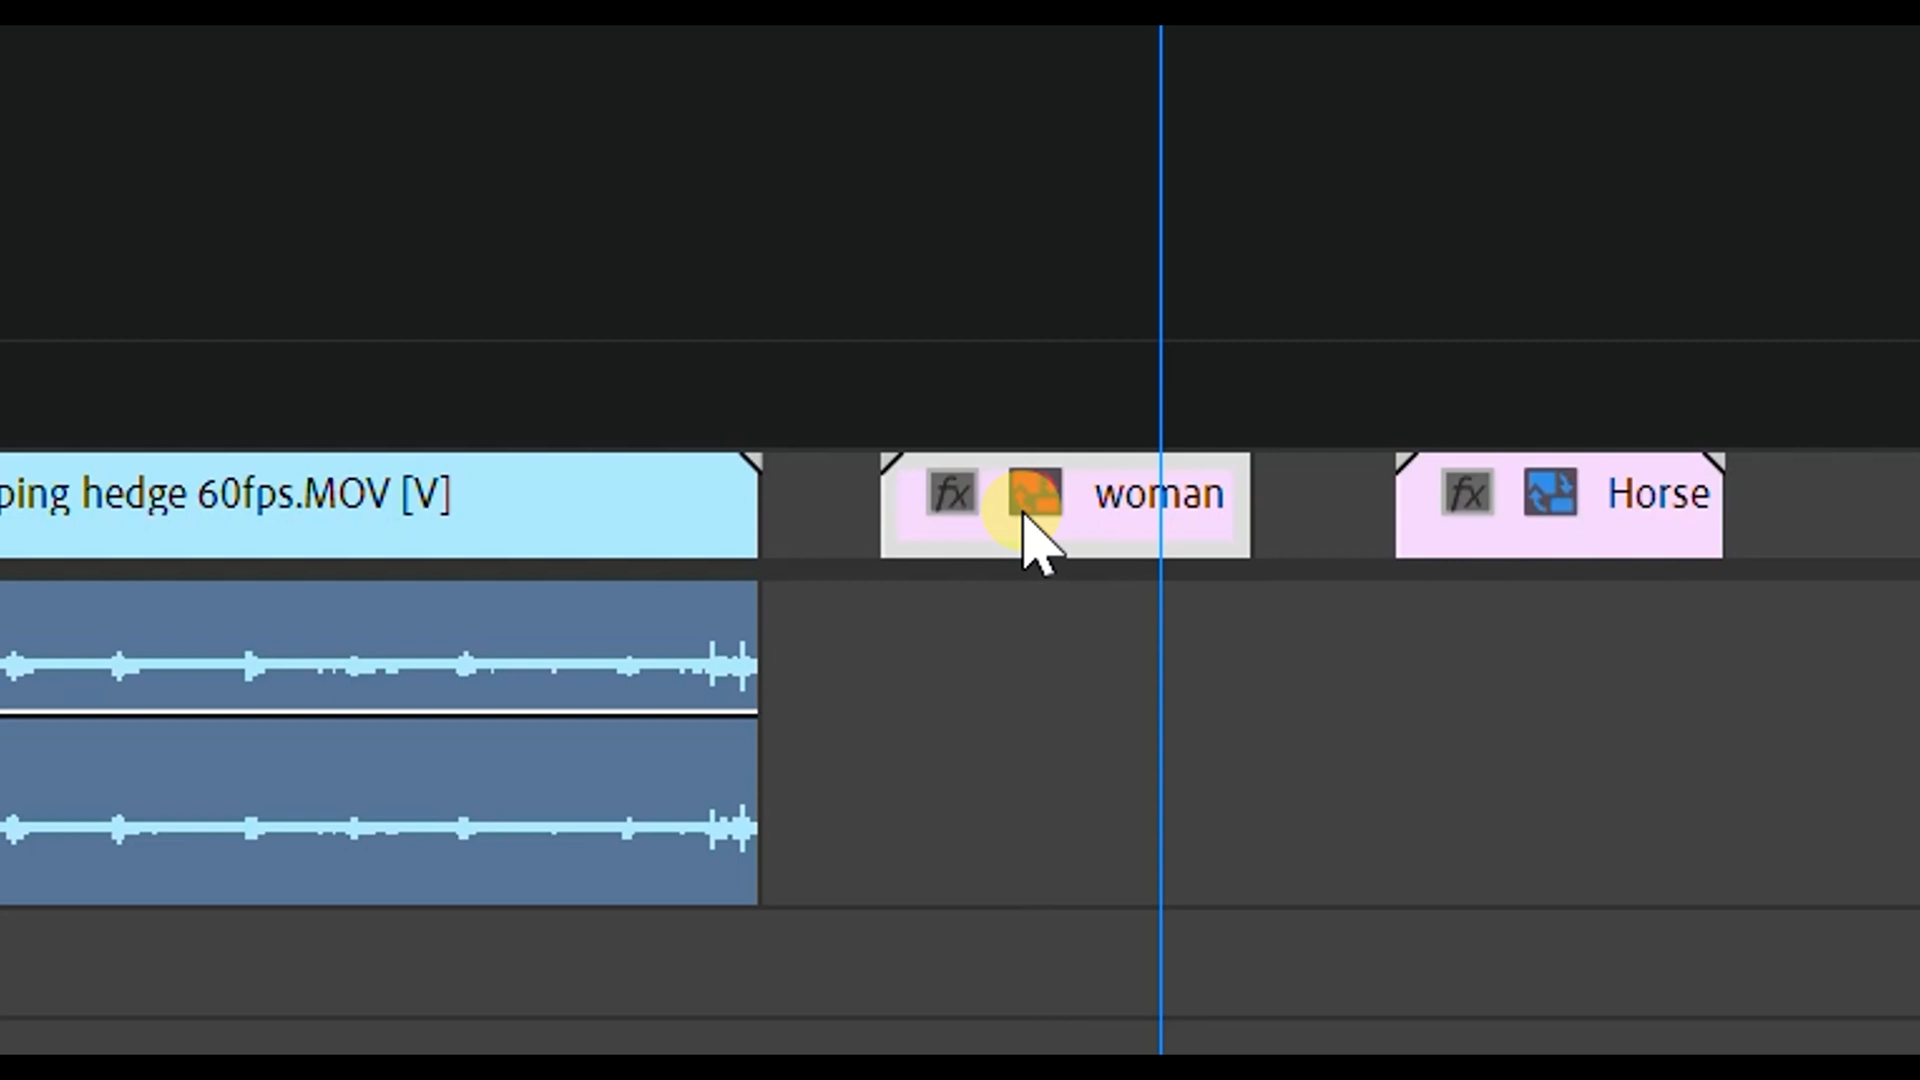 ping hedge 60fps.MOV [V]
fx
woman
fx
Horse